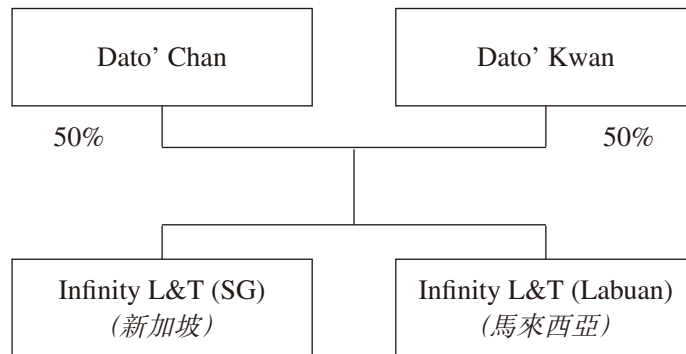 Dato’ Chan
Dato’ Kwan
50%
50%
Infinity L&T (SG)
(新加坡)
Infinity L&T (Labuan)
(馬來西亞)